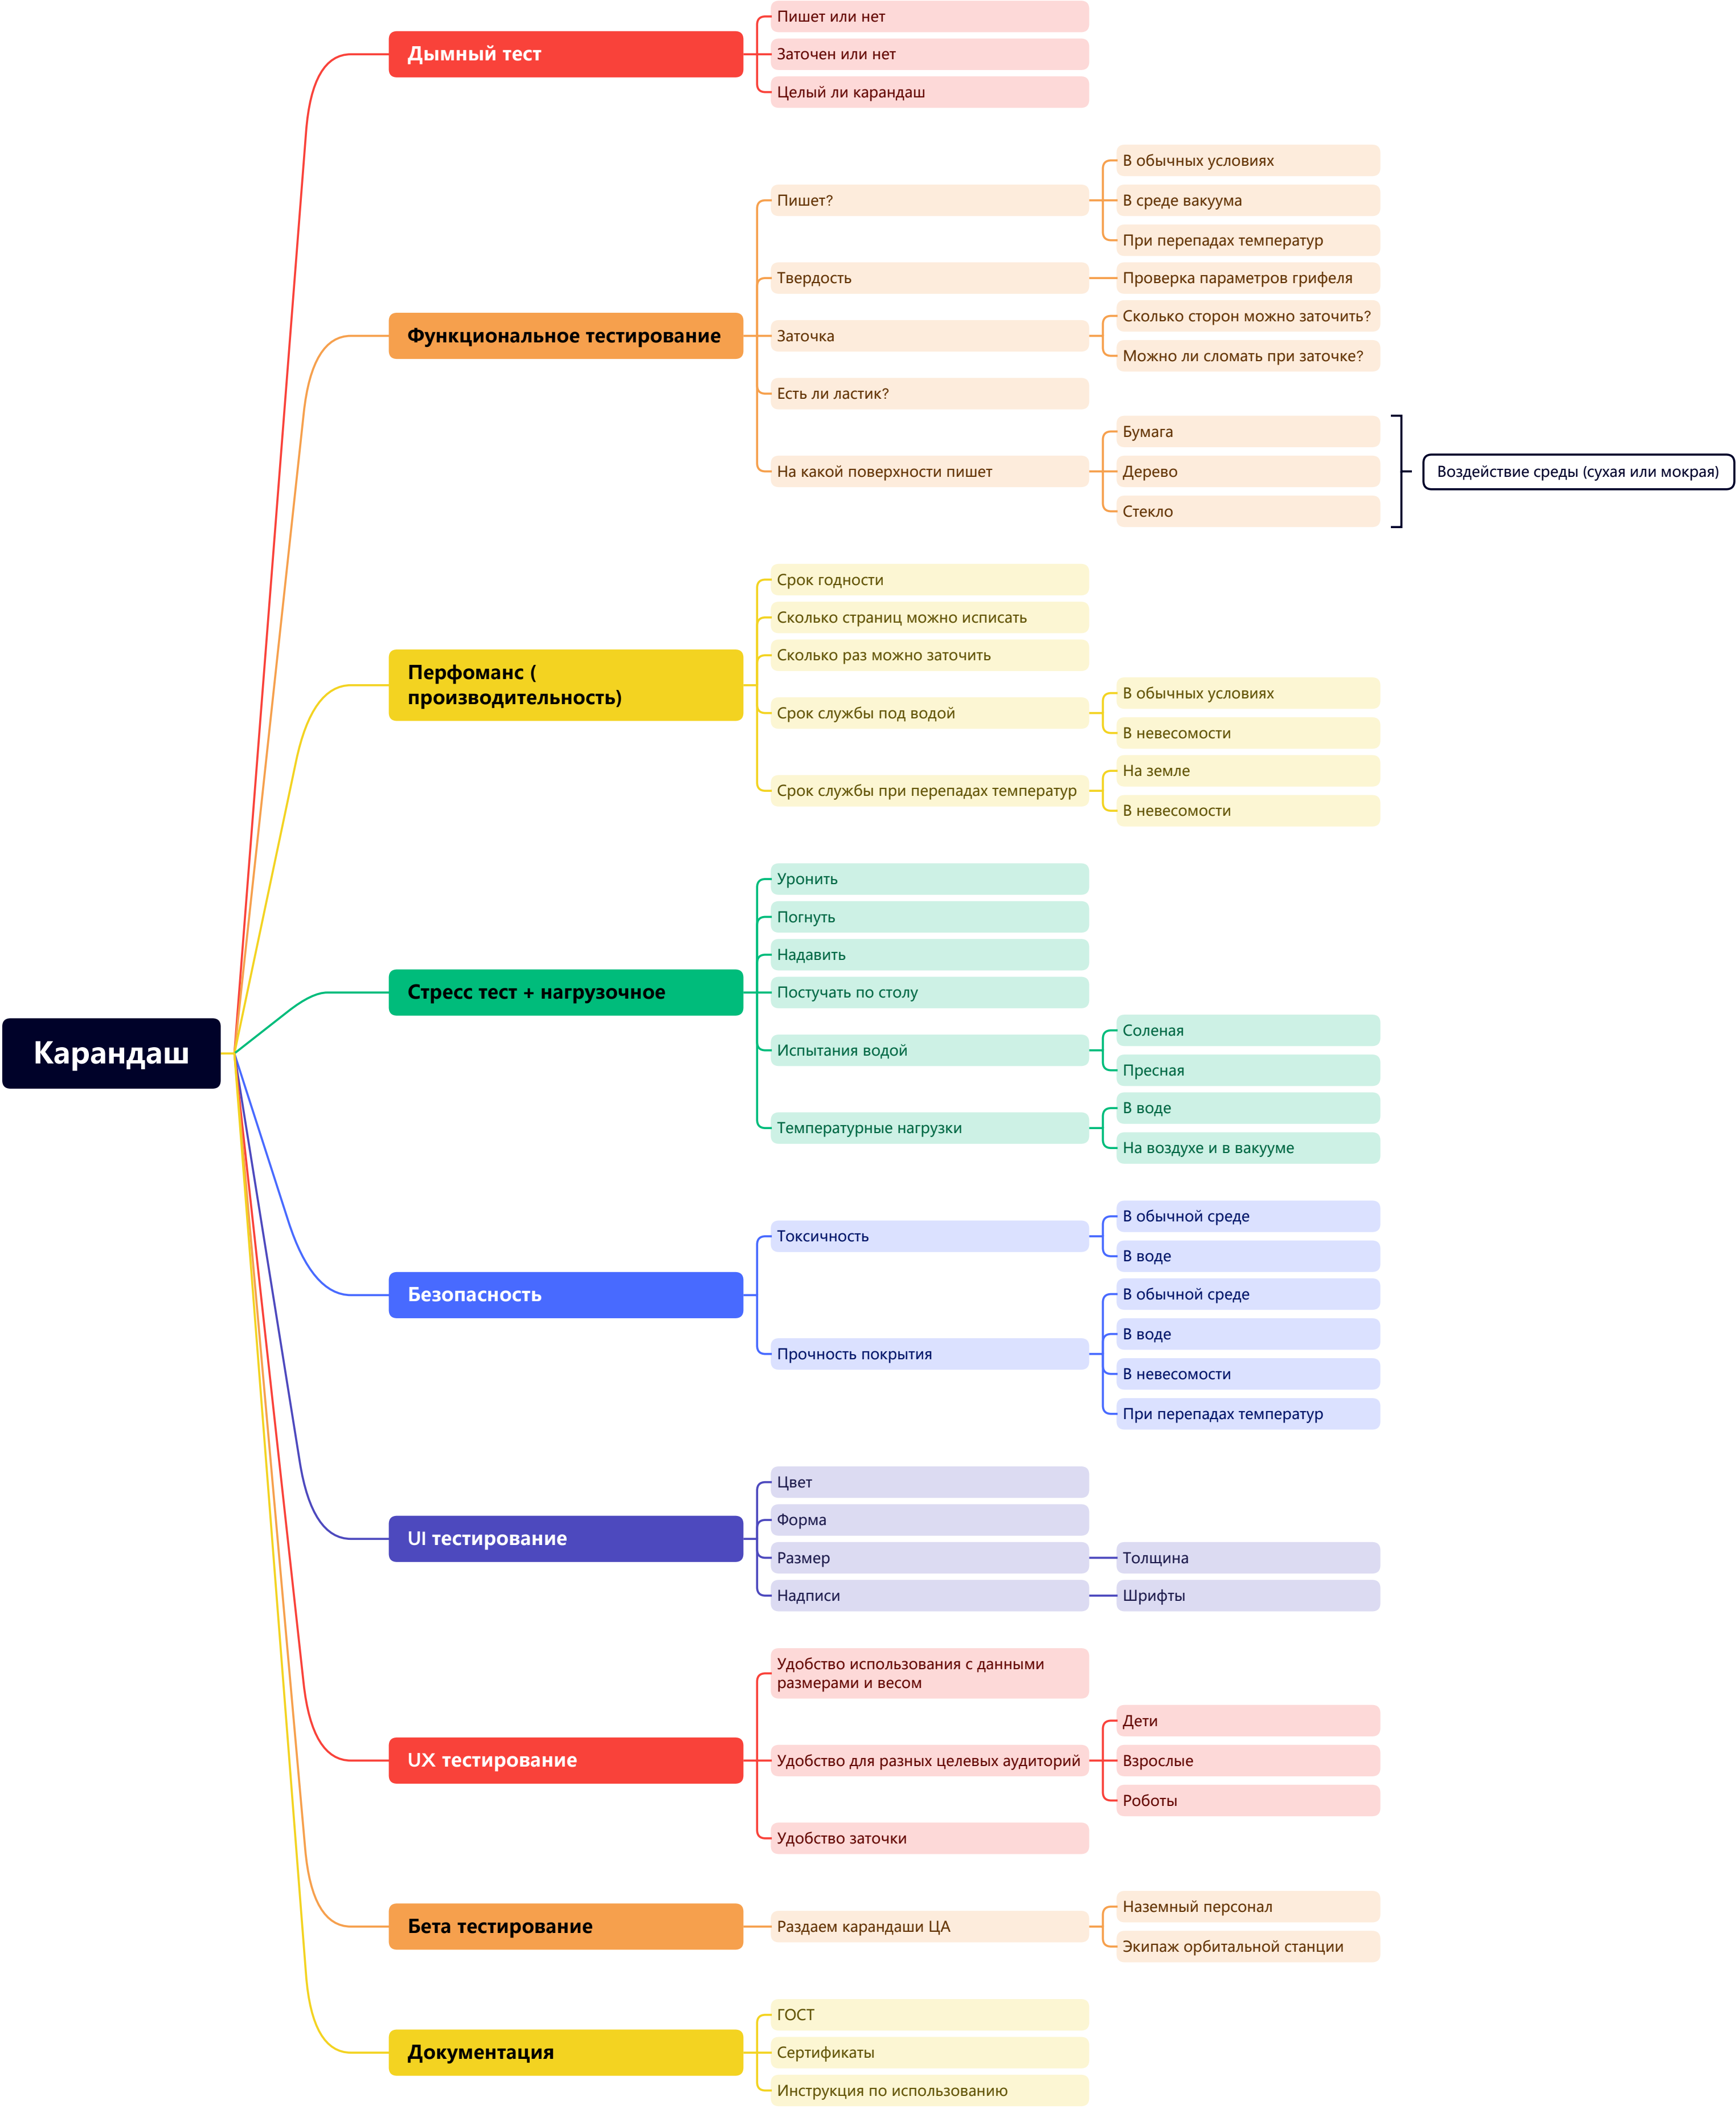 Карандаш
Дымный тест
Пишет или нет
Заточен или нет
Целый ли карандаш
Функциональное тестирование
Пишет?
В обычных условиях
В среде вакуума
При перепадах температур
Твердость
Проверка параметров грифеля
Заточка
Сколько сторон можно заточить?
Можно ли сломать при заточке?
Есть ли ластик?
На какой поверхности пишет
Бумага
Дерево
Стекло
Воздействие среды (сухая или мокрая)
Перфоманс (
производительность)
Срок годности
Сколько страниц можно исписать
Сколько раз можно заточить
Срок службы под водой
В обычных условиях
В невесомости
Срок службы при перепадах температур
На земле
В невесомости
Стресс тест + нагрузочное
Уронить
Погнуть
Надавить
Постучать по столу
Испытания водой
Соленая
Пресная
Температурные нагрузки
В воде
На воздухе и в вакууме
Безопасность
Токсичность
В обычной среде
В воде
Прочность покрытия
В обычной среде
В воде
В невесомости
При перепадах температур
UI тестирование
Цвет
Форма
Размер
Толщина
Надписи
Шрифты
UX тестирование
Удобство использования с данными
размерами и весом
Удобство для разных целевых аудиторий
Дети
Взрослые
Роботы
Удобство заточки
Бета тестирование
Раздаем карандаши ЦА
Наземный персонал
Экипаж орбитальной станции
Документация
ГОСТ
Сертификаты
Инструкция по использованию